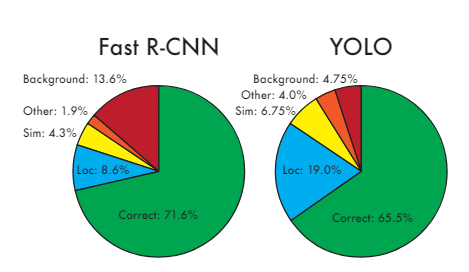 Fast R-CNN
Background: 13.6%
Other: 1.9%
Sim: 4.3%
Loc: 8.6%
Correct: 71.6%
YOLO
Background: 4.75%
Other: 4.0%
Sim: 6.75%
Loc: 19.0%
Correct: 65.5%